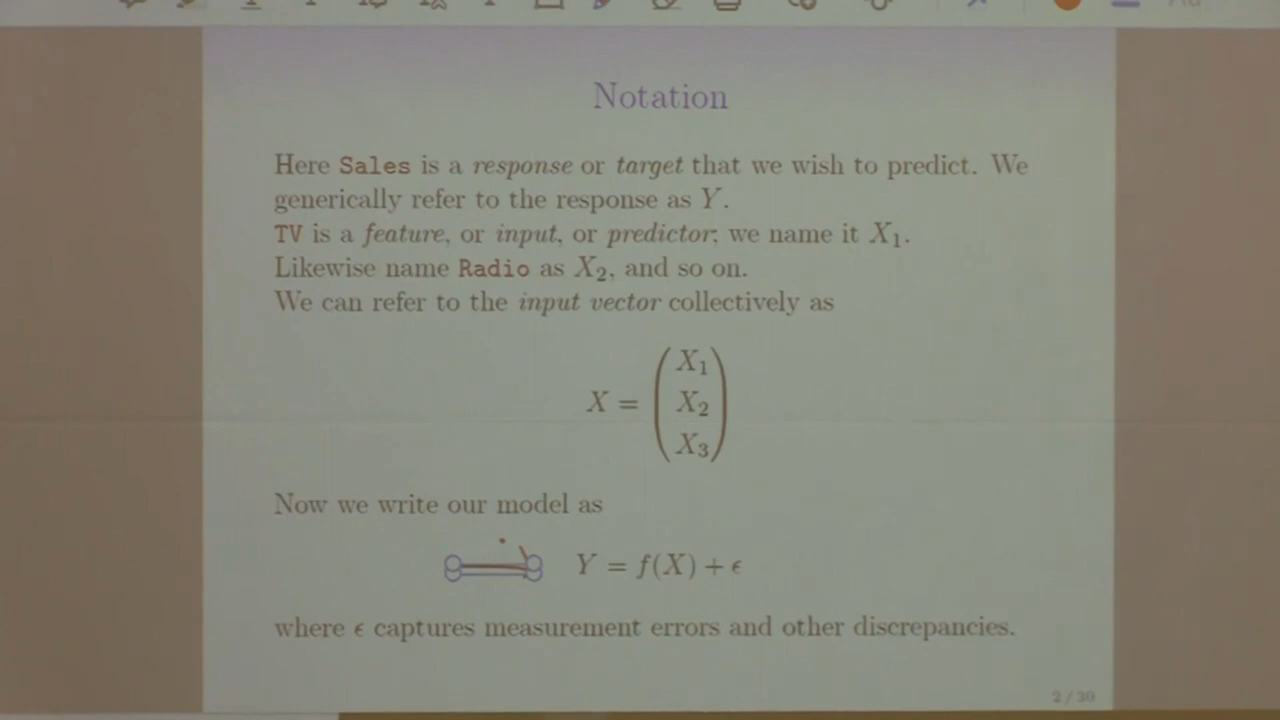 Notation
Here Sales is a response or target that we wish to predict. We
generically refer to the response as Y.
TV is a feature, or input, or predictor; we name it X₁.
Likewise name Radio as X₂, and so on.
We can refer to the input vector collectively as
X = (X₁
X₂
X₃)
Now we write our model as
Y = f(X) + ϵ
where ϵ captures measurement errors and other discrepancies.
2 / 30